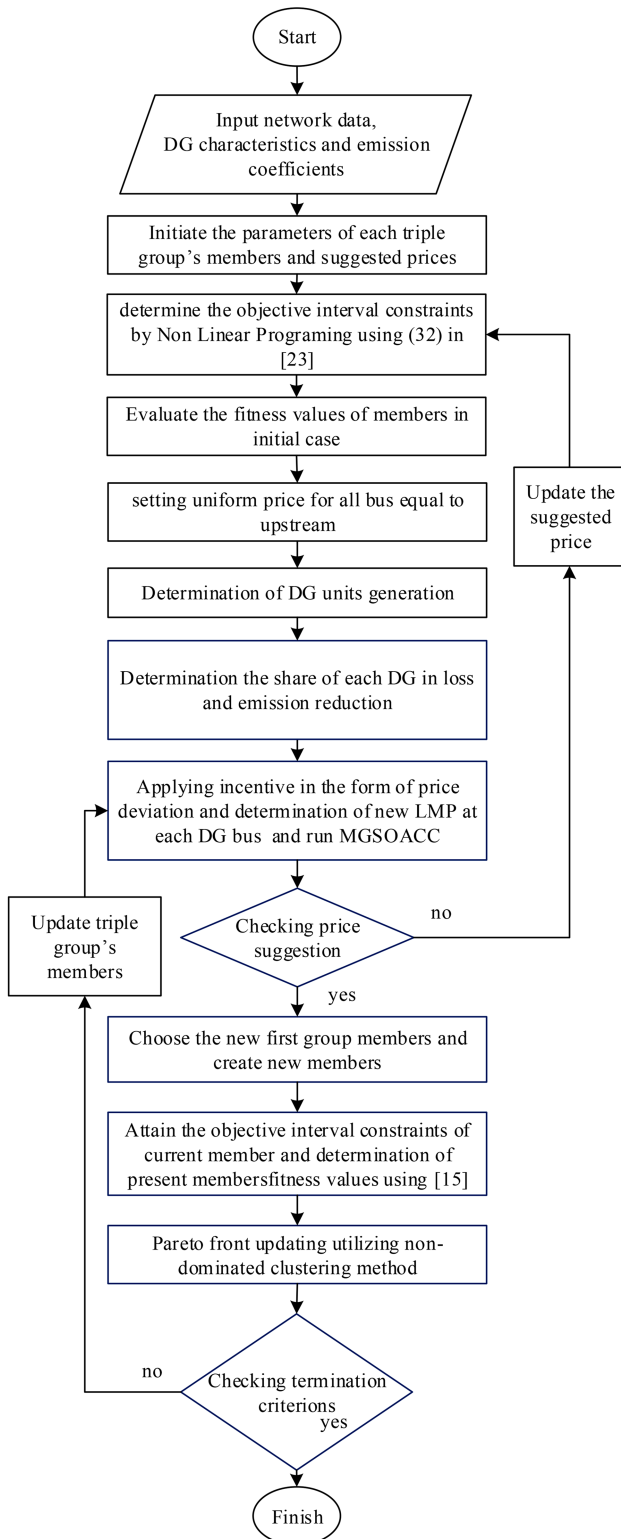 Start
Input network data,
DG characteristics and emission
coefficients
Initiate the parameters of each triple
group's members and suggested prices
determine the objective interval constraints
by Non Linear Programing using (32) in
[23]
Evaluate the fitness values of members in
initial case
setting uniform price for all bus equal to
upstream
Update the
suggested
price
Determination of DG units generation
Determination the share of each DG in loss
and emission reduction
Applying incentive in the form of price
deviation and determination of new LMP at
each DG bus and run MGSOACC
Checking price
suggestion
no
yes
Update triple
group's
members
Choose the new first group members and
create new members
Attain the objective interval constraints of
current member and determination of
present membersfitness values using [15]
Pareto front updating utilizing non-
dominated clustering method
no
Checking termination
criterions
yes
Finish